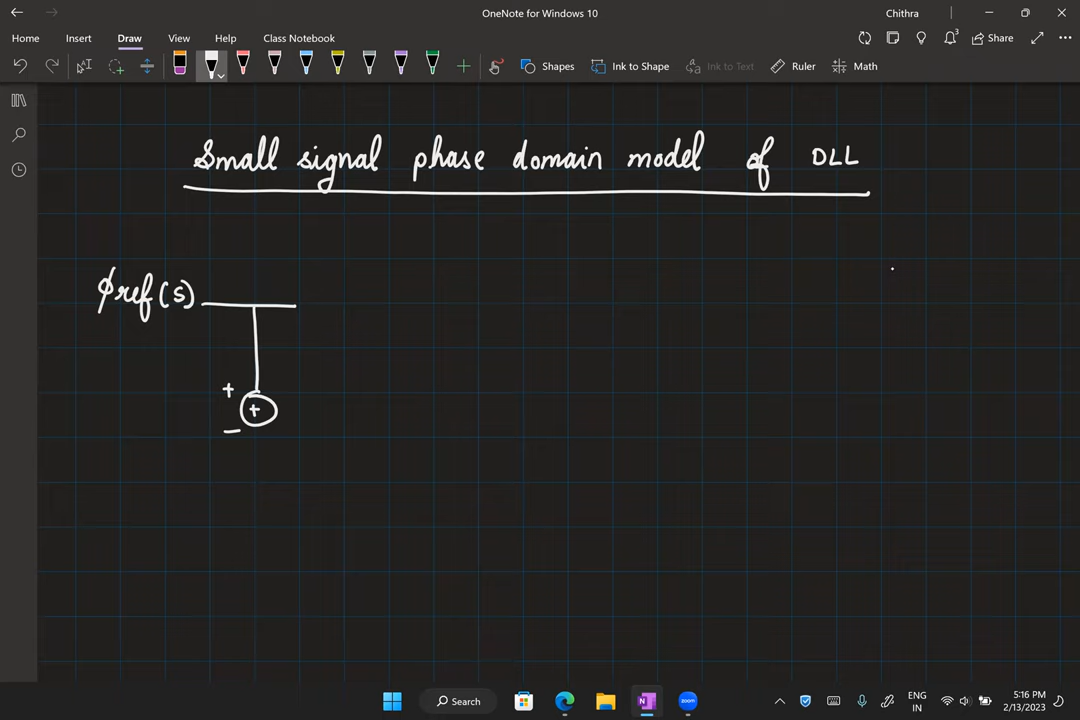 OneNote for Windows 10
Chithra
Home Insert Draw View Help Class Notebook
3
Share
Shapes Ink to Shape Ink to Text Ruler Math
Small signal phase domain model of DLL
ϕref(s)
+
+
−
Search
zoom
ENG
IN
5:16 PM
2/13/2023